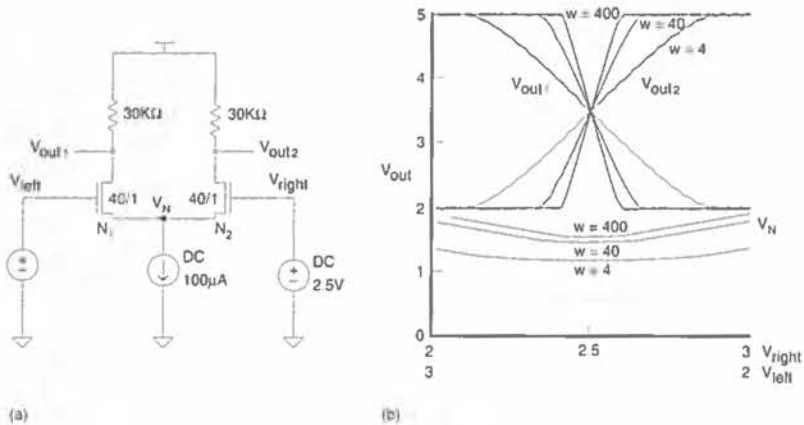 30KΩ
30KΩ
Vout1
Vout2
Vleft
40/1
VN
40/1
Vright
N1
N2
DC
100μA
DC
2.5V
(a)
5
w = 400
w = 40
w = 4
4
Vout1
Vout2
3
Vout
2
VN
w = 400
w = 40
1
w = 4
0
2
2.5
3
Vright
3
2
Vleft
(b)